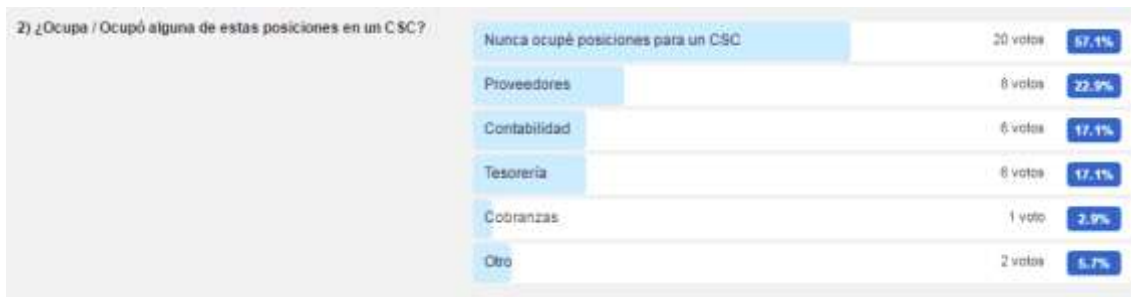 2) ¿Ocupa / Ocupó alguna de estas posiciones en un CSC?
Nunca ocupé posiciones para un CSC 20 votos 57.1%
Proveedores 8 votos 22.9%
Contabilidad 6 votos 17.1%
Tesorería 6 votos 17.1%
Cobranzas 1 voto 2.9%
Otro 2 votos 5.7%